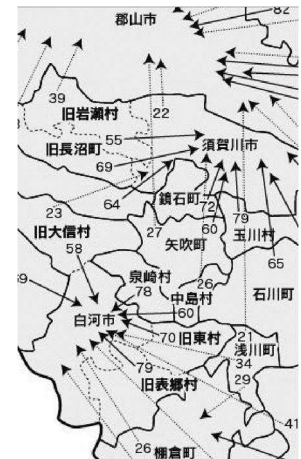 郡山市
82
39
22
旧岩瀬村
55
須賀川市
旧長沼町
69
鏡石町
64
72
23
60
79
玉川村
旧大信村
27
矢吹町
65
58
泉崎村
26
石川町
78
中島村
69
60
白河市
70
旧東村
21
浅川町
34
79
29
旧表郷村
41
26
棚倉町